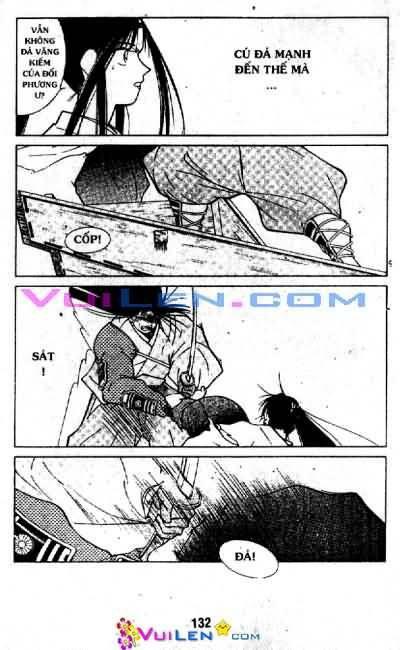 VẪN
KHÔNG
ĐÁ VĂNG
KIẾM
CỦA ĐỐI
PHƯƠNG
Ư?
CÚ ĐÁ MẠNH
ĐẾN THẾ MÀ
...
CỐP!
VUILEN.COM
SÁT
!
ĐẢ!
132
VUILEN.COM